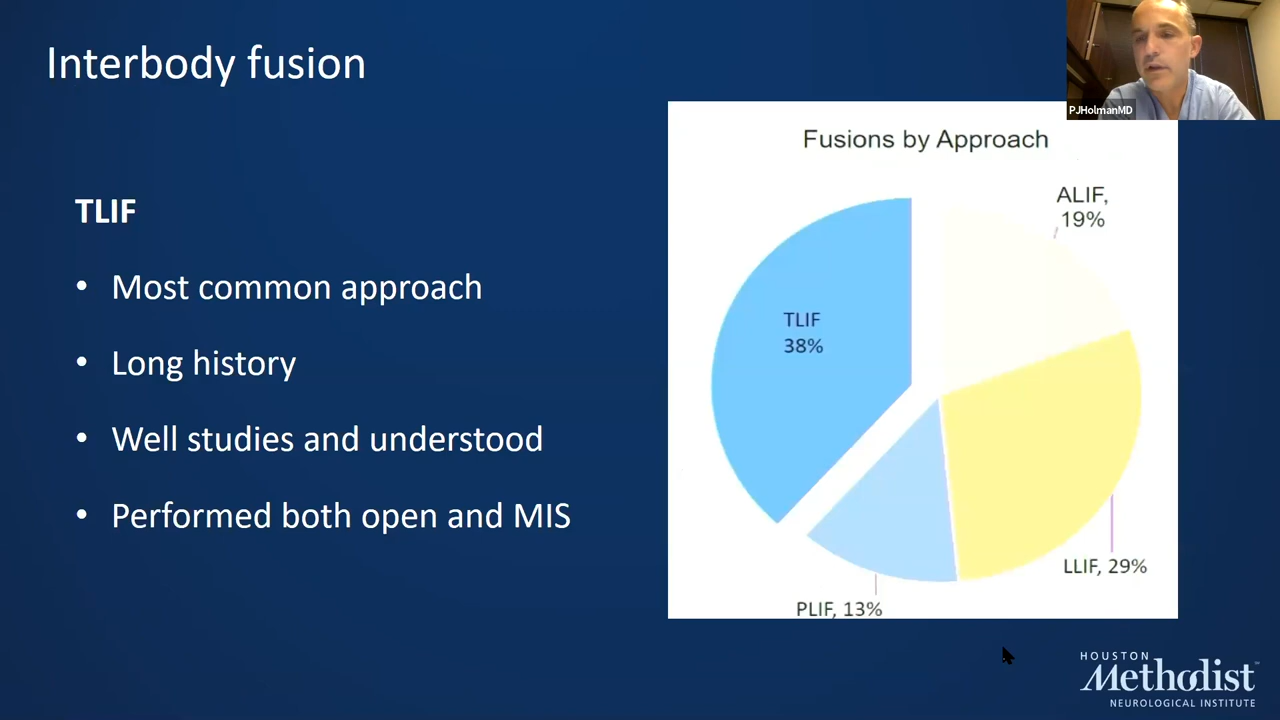 Interbody fusion
PJHolmanMD
TLIF
• Most common approach
• Long history
• Well studies and understood
• Performed both open and MIS
Fusions by Approach
ALIF,
19%
TLIF
38%
LLIF, 29%
PLIF, 13%
HOUSTON
Methodist
NEUROLOGICAL INSTITUTE